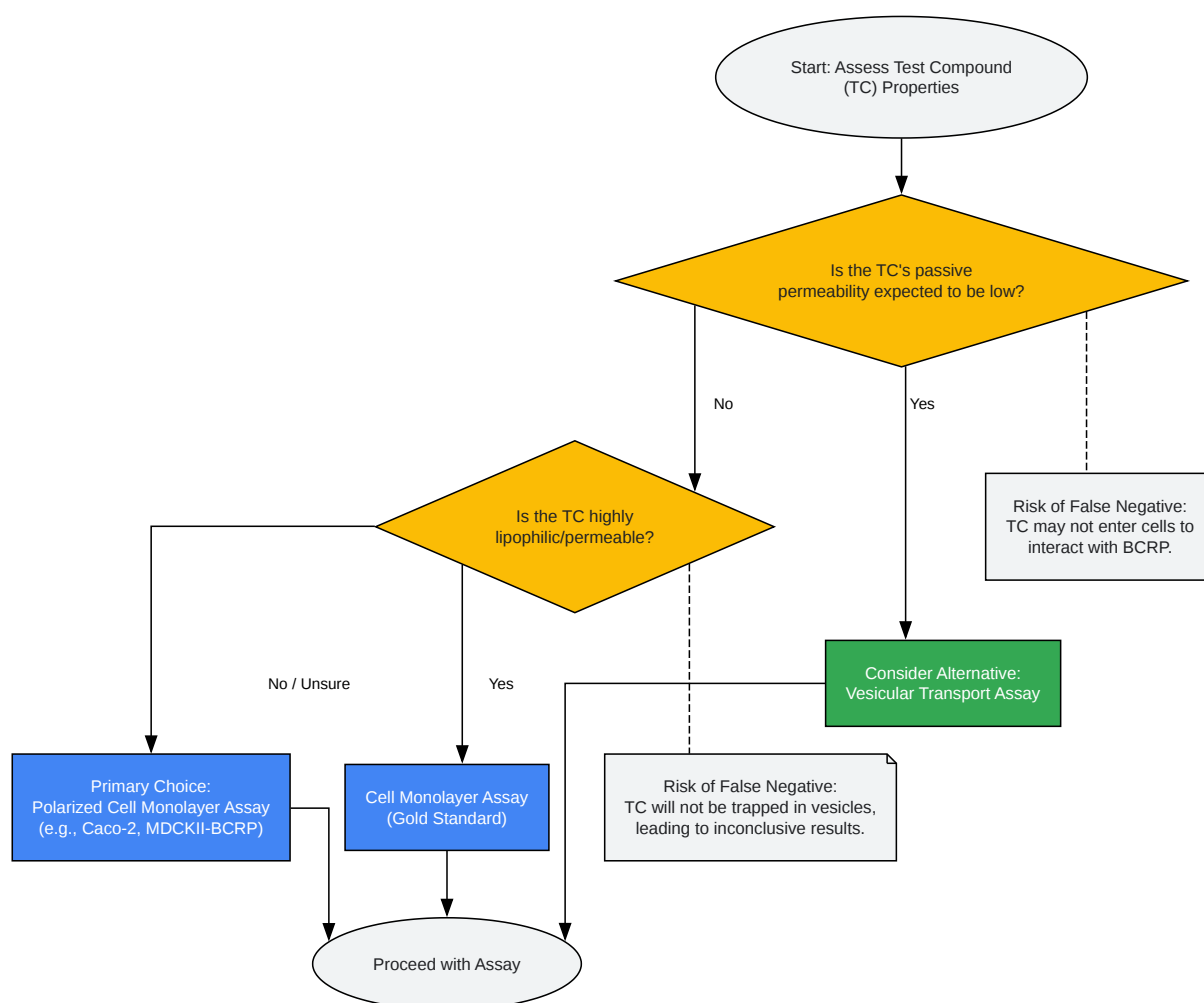 Start: Assess Test Compound
(TC) Properties
Is the TC's passive
permeability expected to be low?
No
Yes
Risk of False Negative:
TC may not enter cells to
interact with BCRP.
Is the TC highly
lipophilic/permeable?
No / Unsure
Yes
Consider Alternative:
Vesicular Transport Assay
Primary Choice:
Polarized Cell Monolayer Assay
(e.g., Caco-2, MDCKII-BCRP)
Cell Monolayer Assay
(Gold Standard)
Risk of False Negative:
TC will not be trapped in vesicles,
leading to inconclusive results.
Proceed with Assay